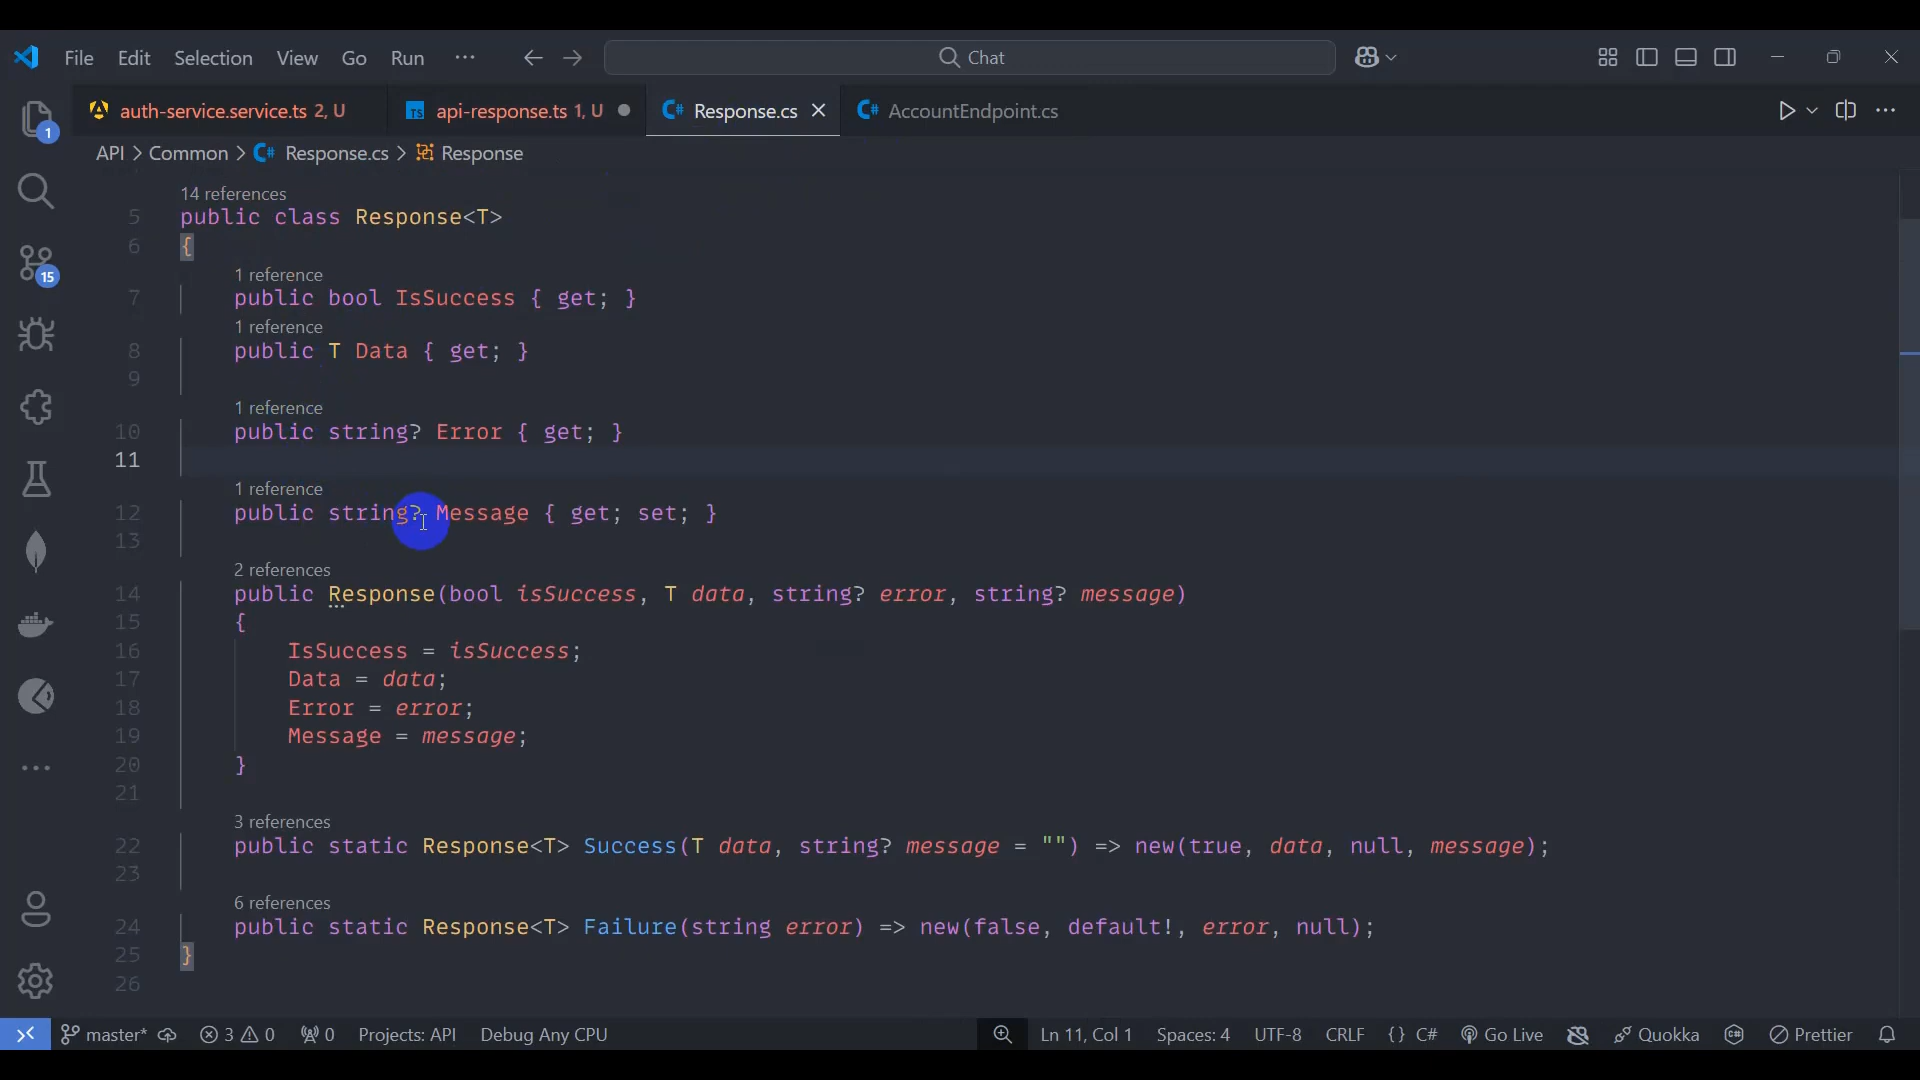 File Edit Selection View Go Run ··· Chat
auth-service.service.ts 2, U api-response.ts 1, U Response.cs AccountEndpoint.cs
API > Common > Response.cs > Response
14 references
5 public class Response<T>
6 {
1 reference
7 public bool IsSuccess { get; }
1 reference
8 public T Data { get; }
9
1 reference
10 public string? Error { get; }
11
1 reference
12 public string? Message { get; set; }
13
2 references
14 public Response(bool isSuccess, T data, string? error, string? message)
15 {
16 IsSuccess = isSuccess;
17 Data = data;
18 Error = error;
19 Message = message;
20 }
21
3 references
22 public static Response<T> Success(T data, string? message = "") => new(true, data, null, message);
23
6 references
24 public static Response<T> Failure(string error) => new(false, default!, error, null);
25 }
26
1
15
master* 3 0 0 Projects: API Debug Any CPU Ln 11, Col 1 Spaces: 4 UTF-8 CRLF {} C# Go Live Quokka Prettier